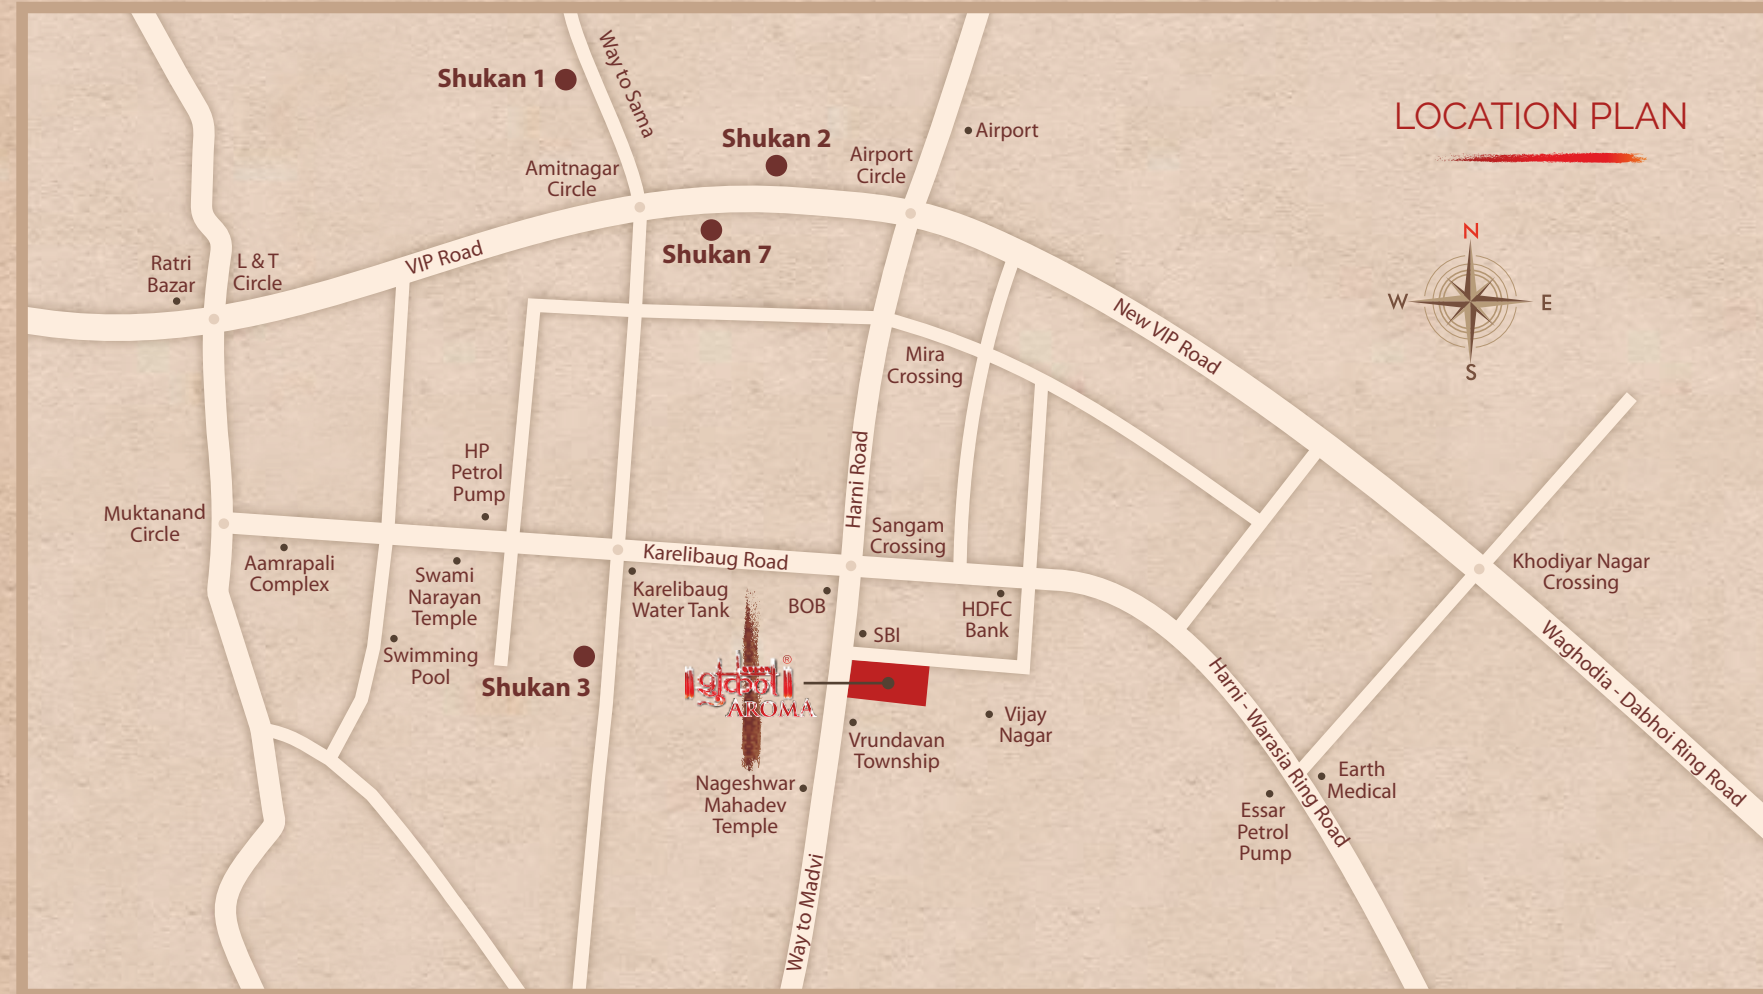 LOCATION PLAN
N
W
E
S
Shukan 1
Way to Sama
Shukan 2
Airport
Circle
Airport
Amitnagar
Circle
Shukan 7
VIP Road
Ratri
Bazar
L & T
Circle
New VIP Road
Mira
Crossing
Harni Road
HP
Petrol
Pump
Muktanand
Circle
Sangam
Crossing
Karelibaug Road
Aamrapali
Complex
Swami
Narayan
Temple
Karelibaug
Water Tank
BOB
SBI
HDFC
Bank
Khodiyar Nagar
Crossing
Swimming
Pool
Shukan 3
®
AROMA
Vrundavan
Township
Vijay
Nagar
Harni - Warasia Ring Road
Waghodia - Dabhoi Ring Road
Nageshwar
Mahadev
Temple
Earth
Medical
Essar
Petrol
Pump
Way to Madvi